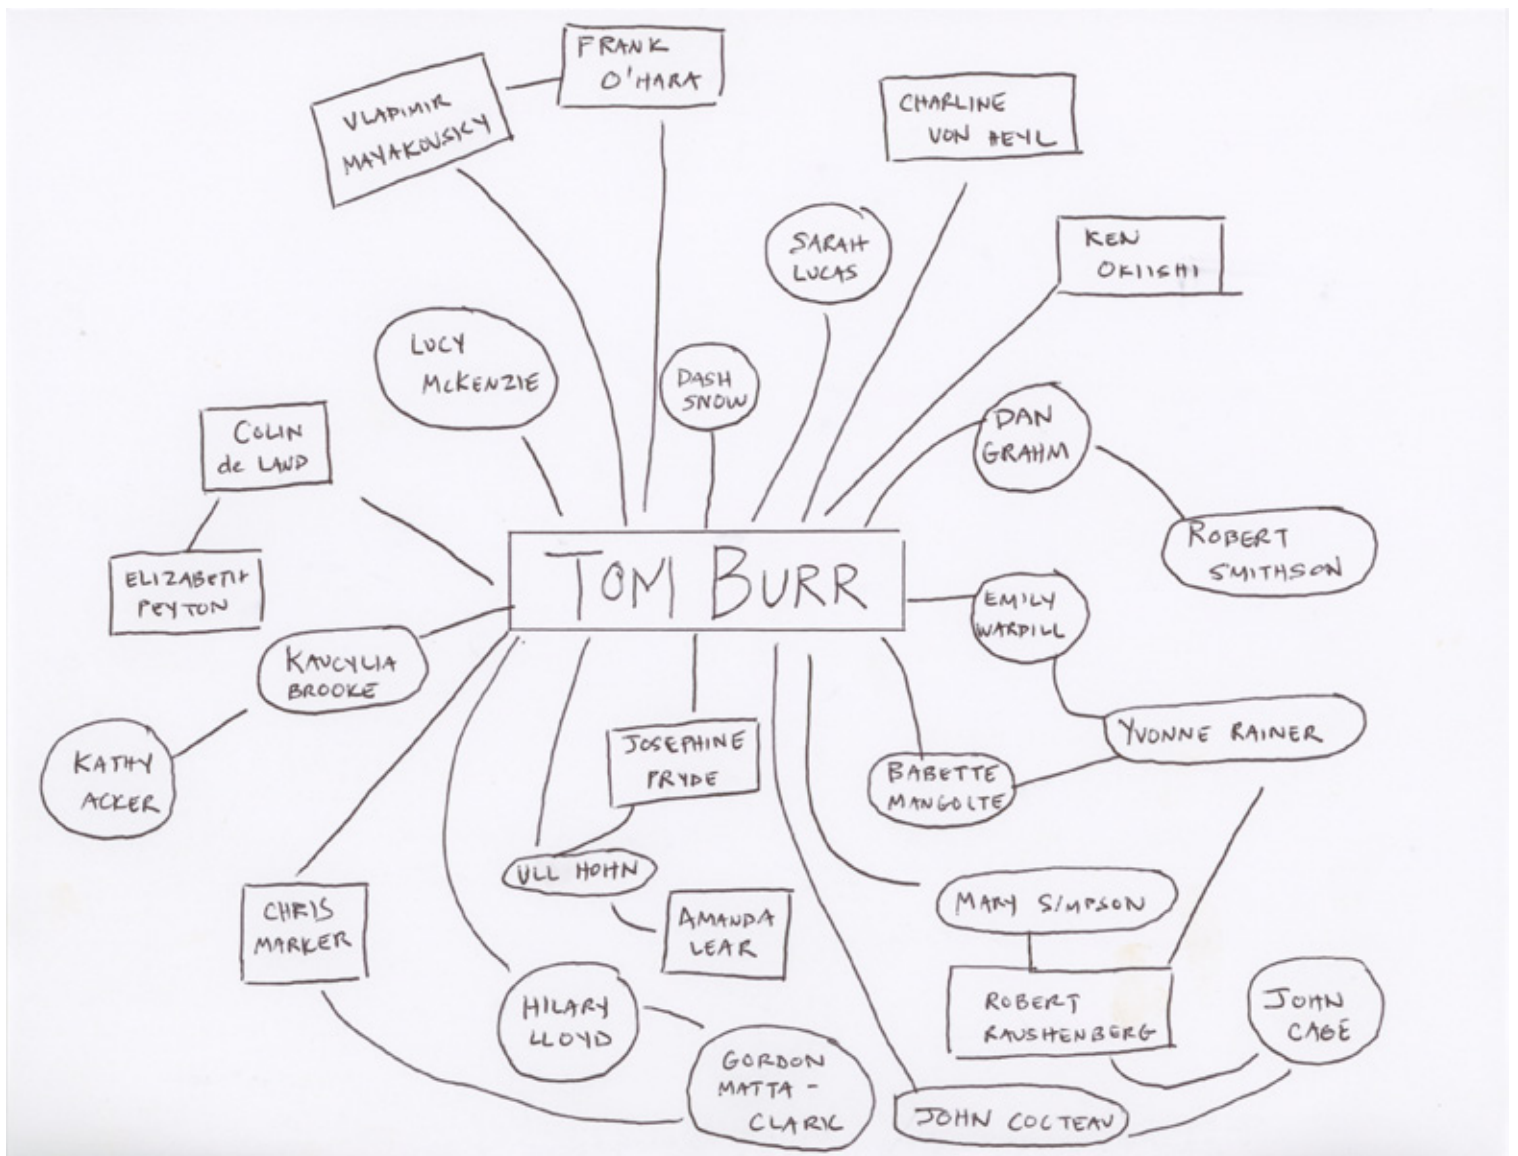 FRANK
O'HARA
VLADIMIR
MAYAKOVSKY
CHARLINE
VON HEYL
SARAH
LUCAS
KEN
OKIISHI
LUCY
McKENZIE
DASH
SNOW
DAN
GRAHM
COLIN
de LAND
ROBERT
SMITHSON
ELIZABETH
PEYTON
TOM BURR
EMILY
WARDILL
KAUCYLIA
BROOKE
YVONNE RAINER
KATHY
ACKER
JOSEPHINE
PRYDE
BABETTE
MANGOLTE
ULL HOHN
CHRIS
MARKER
AMANDA
LEAR
MARY SIMPSON
HILARY
LLOYD
ROBERT
RAUSHENBERG
JOHN
CAGE
GORDON
MATTA-
CLARK
JOHN COCTEAU